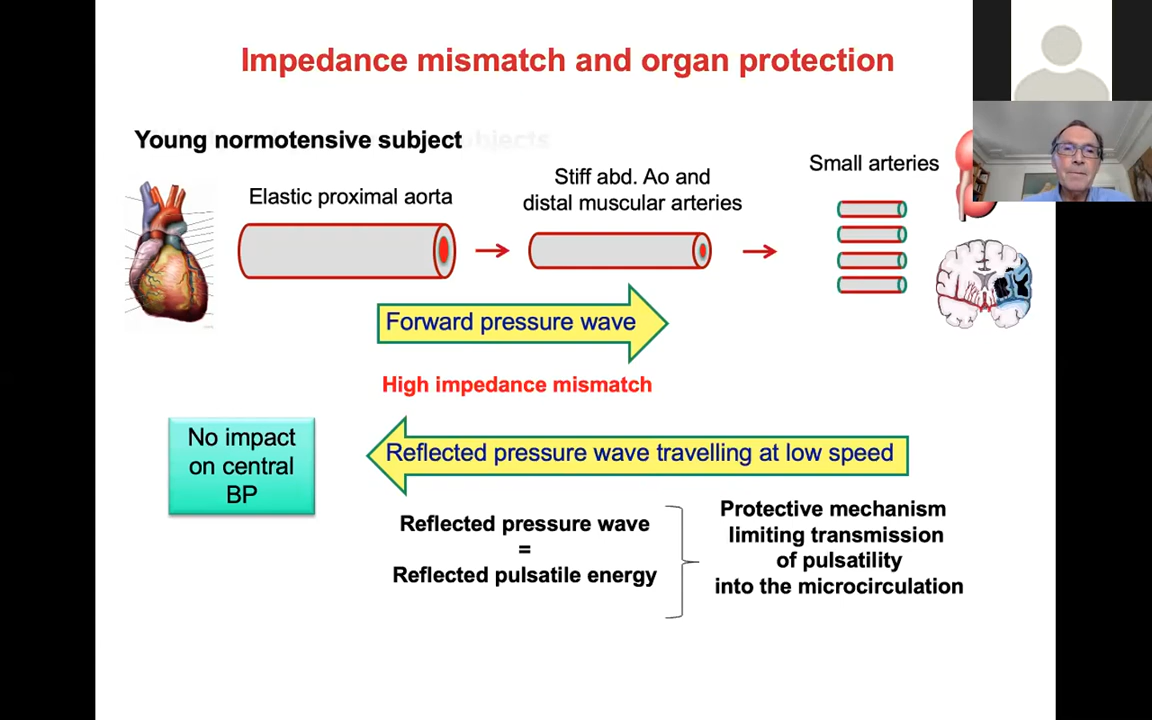 Impedance mismatch and organ protection
Young normotensive subject
Elastic proximal aorta
Stiff abd. Ao and
distal muscular arteries
Small arteries
Forward pressure wave
High impedance mismatch
No impact
on central
BP
Reflected pressure wave travelling at low speed
Reflected pressure wave
=
Reflected pulsatile energy
Protective mechanism
limiting transmission
of pulsatility
into the microcirculation